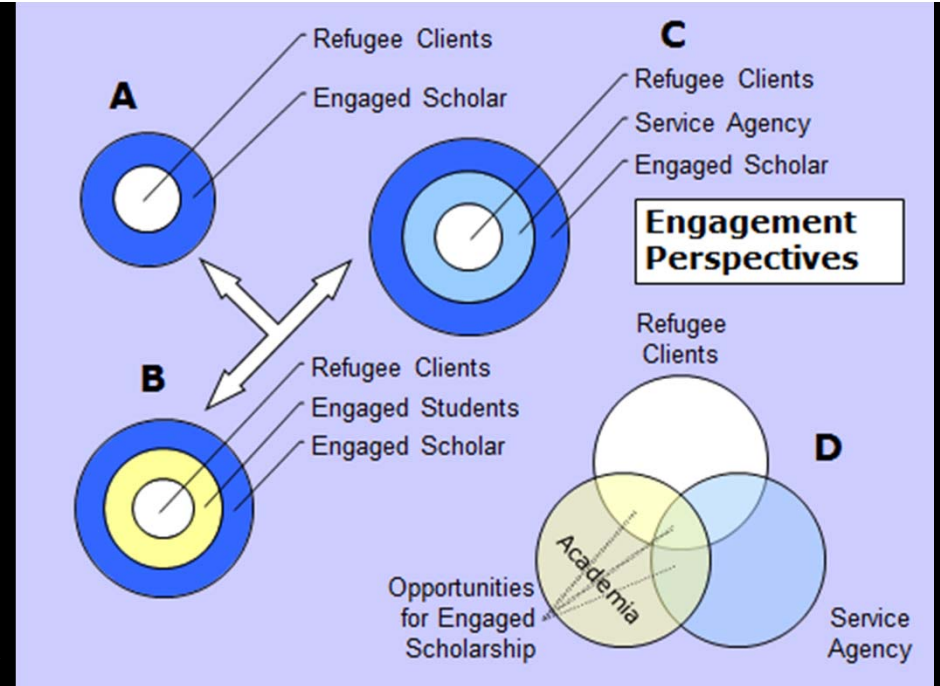 A
Refugee Clients
Engaged Scholar
C
Refugee Clients
Service Agency
Engaged Scholar
Engagement
Perspectives
B
Refugee Clients
Engaged Students
Engaged Scholar
Refugee
Clients
D
Academia
Opportunities
for Engaged
Scholarship
Service
Agency